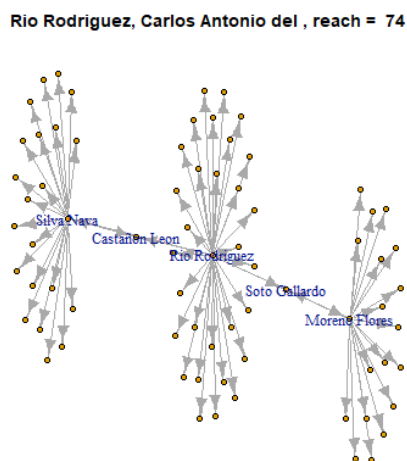 Rio Rodriguez, Carlos Antonio del , reach = 74
Silva Nava
Castañon Leon
Rio Rodriguez
Soto Gallardo
Moreno Flores